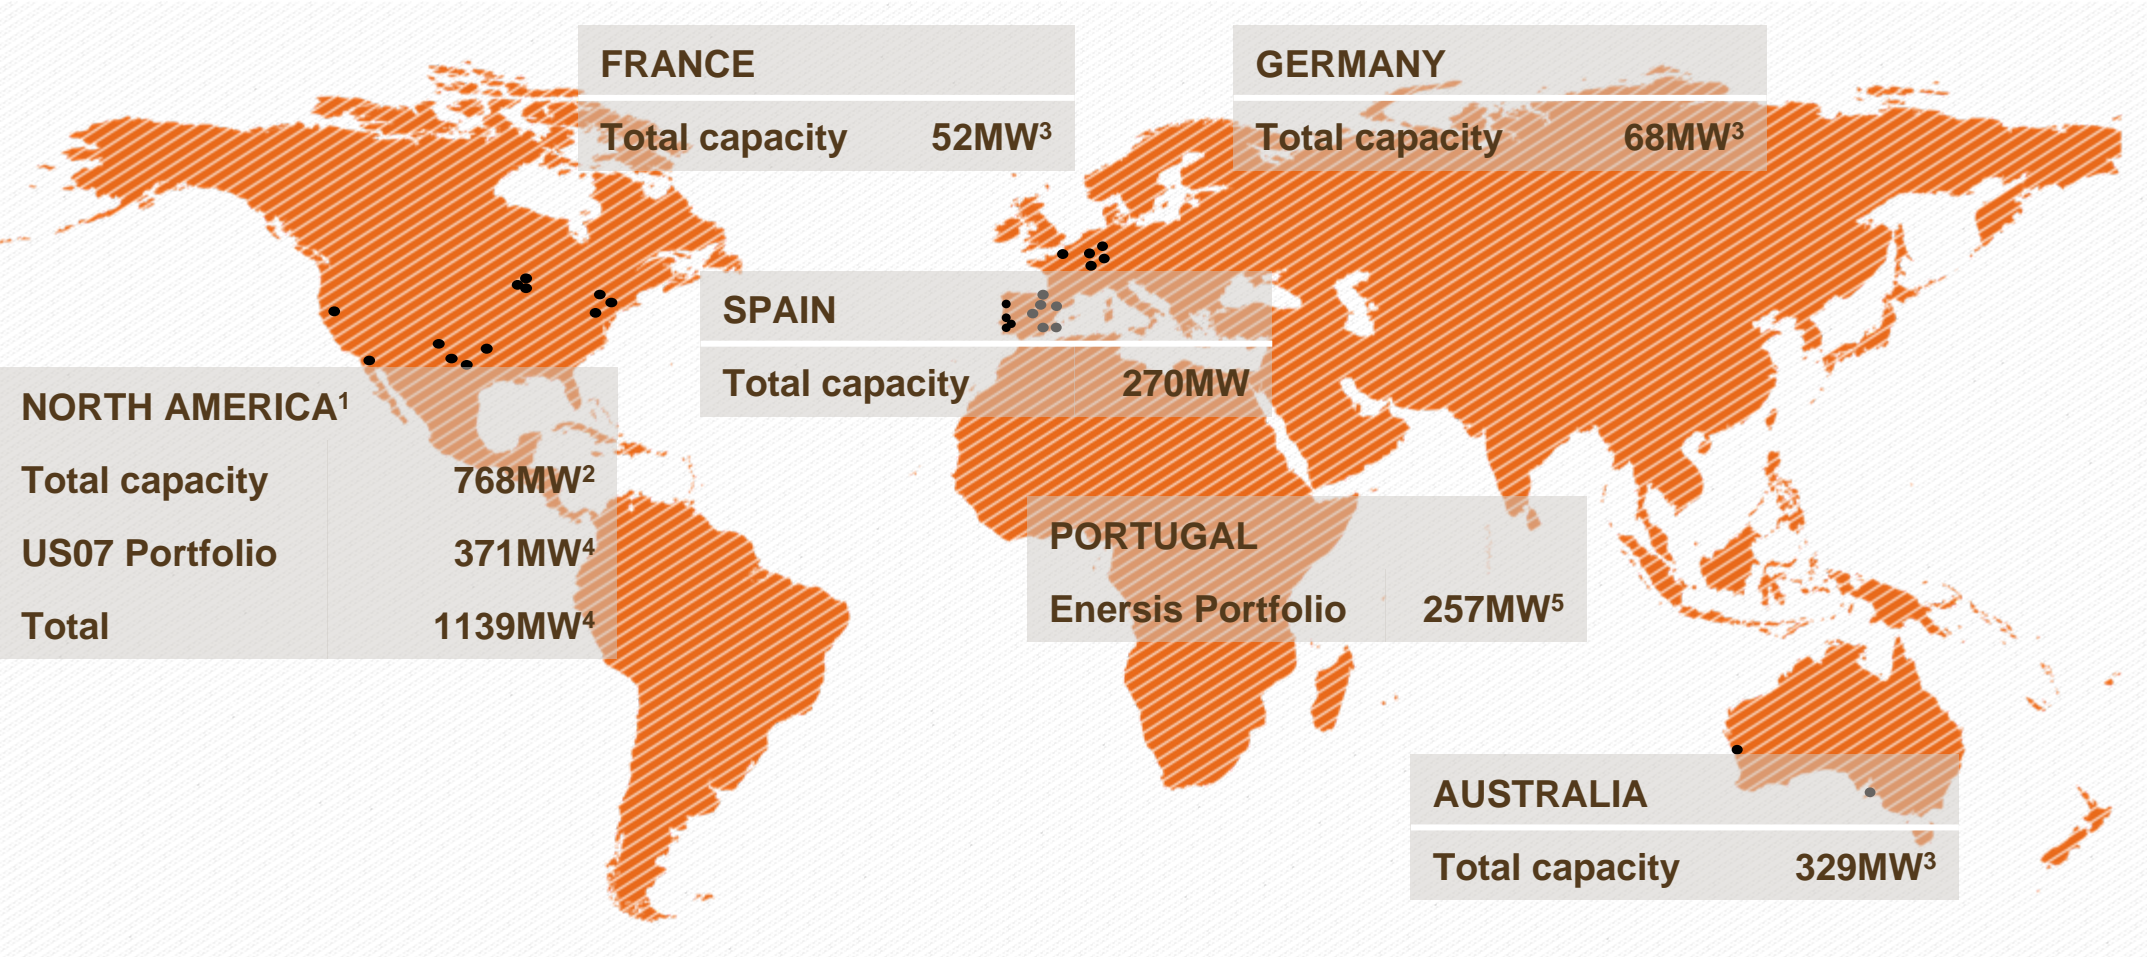 FRANCE
Total capacity 52MW³
GERMANY
Total capacity 68MW³
SPAIN
Total capacity 270MW
NORTH AMERICA¹
Total capacity 768MW²
US07 Portfolio 371MW⁴
Total 1139MW⁴
PORTUGAL
Enersis Portfolio 257MW⁵
AUSTRALIA
Total capacity 329MW³